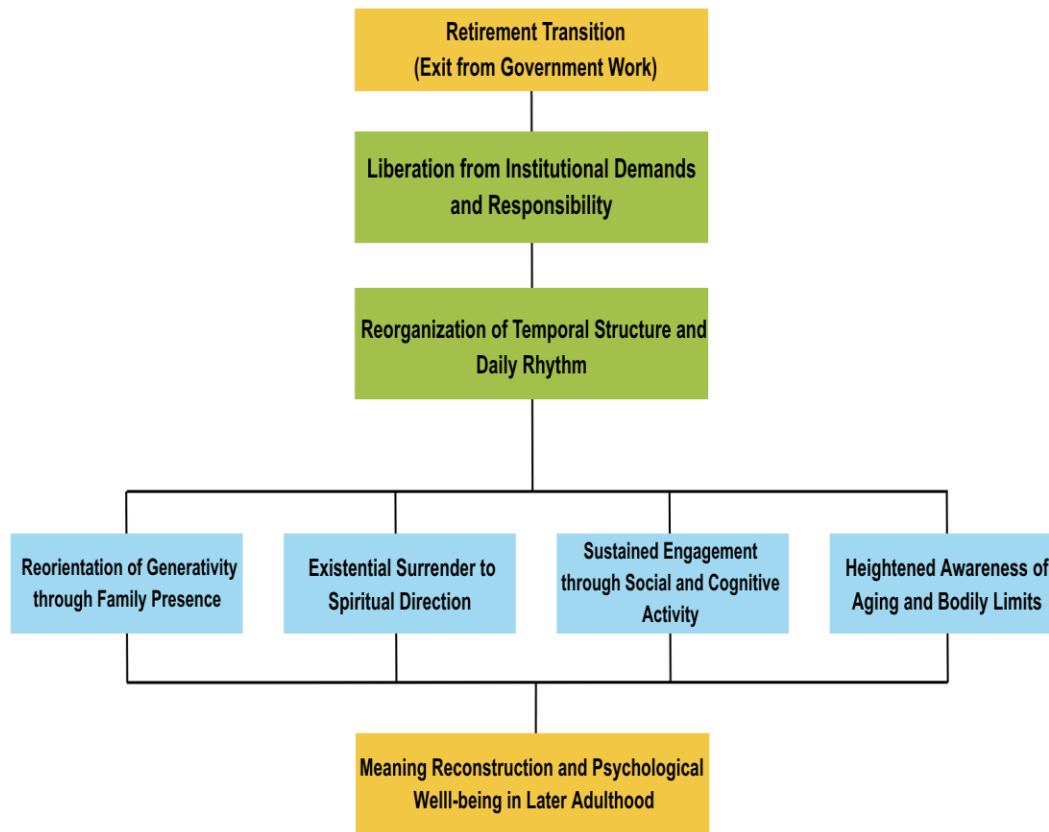 Retirement Transition
(Exit from Government Work)
Liberation from Institutional Demands
and Responsibility
Reorganization of Temporal Structure and
Daily Rhythm
Reorientation of Generativity
through Family Presence
Existential Surrender to
Spiritual Direction
Sustained Engagement
through Social and Cognitive
Activity
Heightened Awareness of
Aging and Bodily Limits
Meaning Reconstruction and Psychological
Welll-being in Later Adulthood